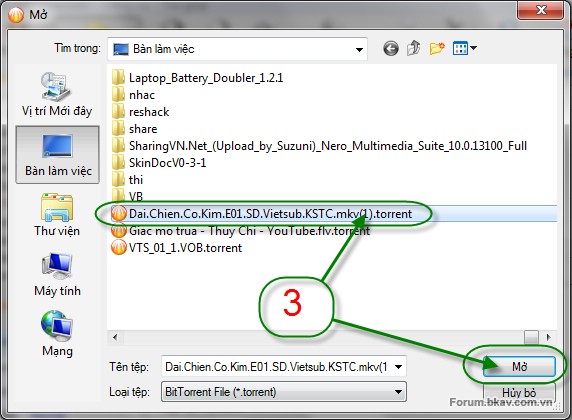 Mở
Tìm trong:
Bàn làm việc
Vị trí Mới đây
Bàn làm việc
Thư viện
Máy tính
Mạng
Laptop_Battery_Doubler_1.2.1
nhac
reshack
share
SharingVN.Net_(Upload_by_Suzuni)_Nero_Multimedia_Suite_10.0.13100_Full
SkinDocV0-3-1
thi
VB
Dai.Chien.Co.Kim.E01.SD.Vietsub.KSTC.mkv(1).torrent
Giac mo trua - Thuy Chi - YouTube.flv.torrent
VTS_01_1.VOB.torrent
3
Tên tệp:
Dai.Chien.Co.Kim.E01.SD.Vietsub.KSTC.mkv(1
Mở
Loại tệp:
BitTorrent File (*.torrent)
Hủy bỏ
Forum.bkav.com.vn